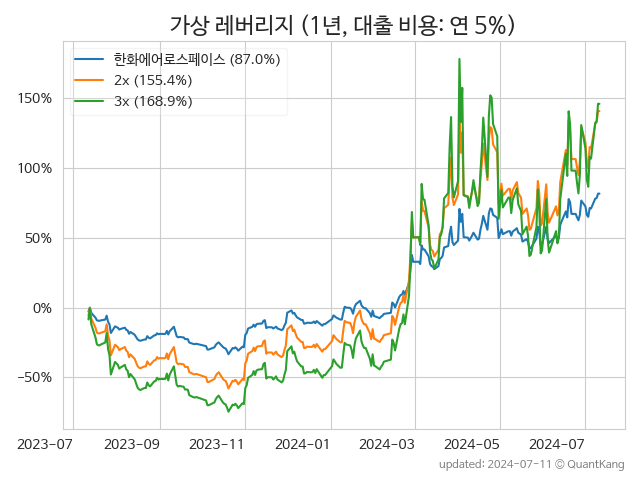 가상 레버리지 (1년, 대출 비용: 연 5%)
한화에어로스페이스 (87.0%)
2x (155.4%)
3x (168.9%)
150%
100%
50%
0%
−50%
2023-07 2023-09 2023-11 2024-01 2024-03 2024-05 2024-07
updated: 2024-07-11 © QuantKang